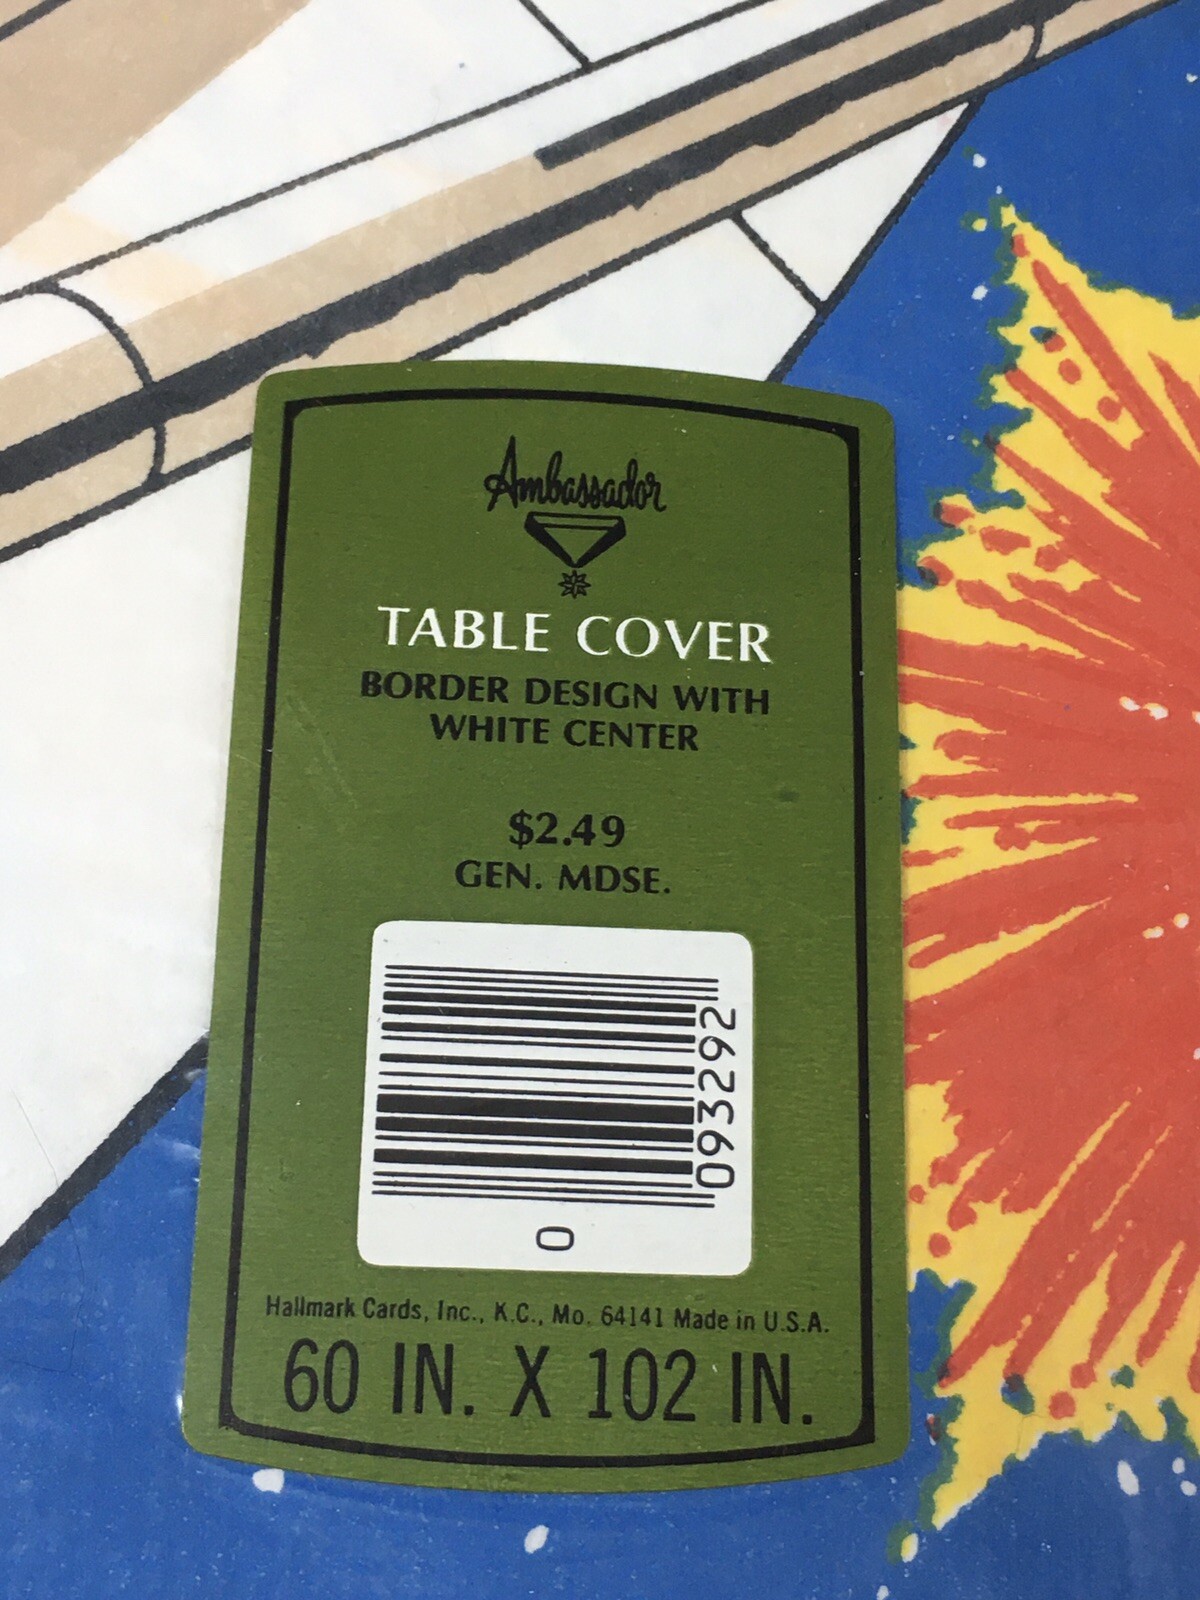 Ambassador
TABLE COVER
BORDER DESIGN WITH
WHITE CENTER
$2.49
GEN. MDSE.
093292
0
Hallmark Cards, Inc., K.C., Mo. 64141 Made in U.S.A.
60 IN. X 102 IN.